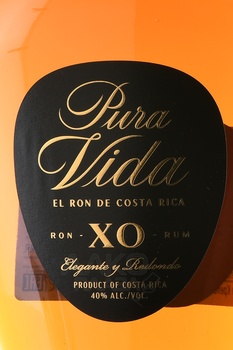 Pura
Vida
EL RON DE COSTA RICA
RON - XO - RUM
Elegante y Redondo
PRODUCT OF COSTA RICA
40% ALC./VOL.